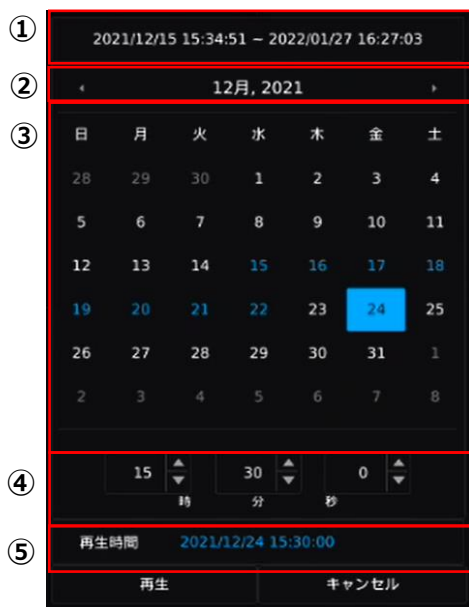 ① 2021/12/15 15:34:51 ~ 2022/01/27 16:27:03
② 12月, 2021
③ 日 月 火 水 木 金 土
28 29 30 1 2 3 4
5 6 7 8 9 10 11
12 13 14 15 16 17 18
19 20 21 22 23 24 25
26 27 28 29 30 31 1
2 3 4 5 6 7 8
④ 15 30 0
時 分 秒
⑤ 再生時間 2021/12/24 15:30:00
再生 キャンセル